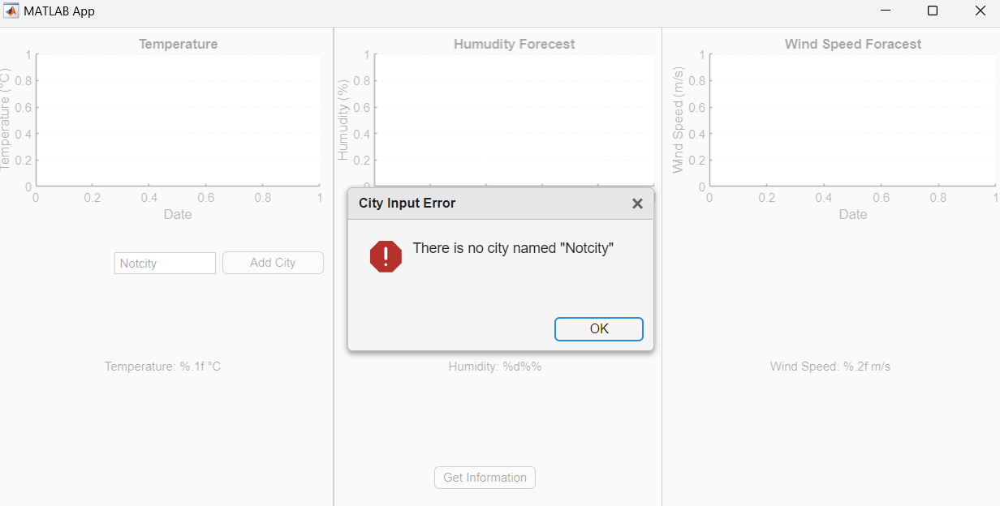 MATLAB App
Temperature
Temperature (°C)
1
0.8
0.6
0.4
0.2
0
0 0.2 0.4 0.6 0.8 1
Date
Humudity Forecest
Humudity (%)
1
0.8
0.6
0.4
0.2
Wind Speed Foracest
Wind Speed (m/s)
1
0.8
0.6
0.4
0.2
0
0 0.2 0.4 0.6 0.8 1
Date
City Input Error
There is no city named "Notcity"
OK
Notcity
Add City
Temperature: %.1f °C
Humidity: %d%%
Wind Speed: %.2f m/s
Get Information